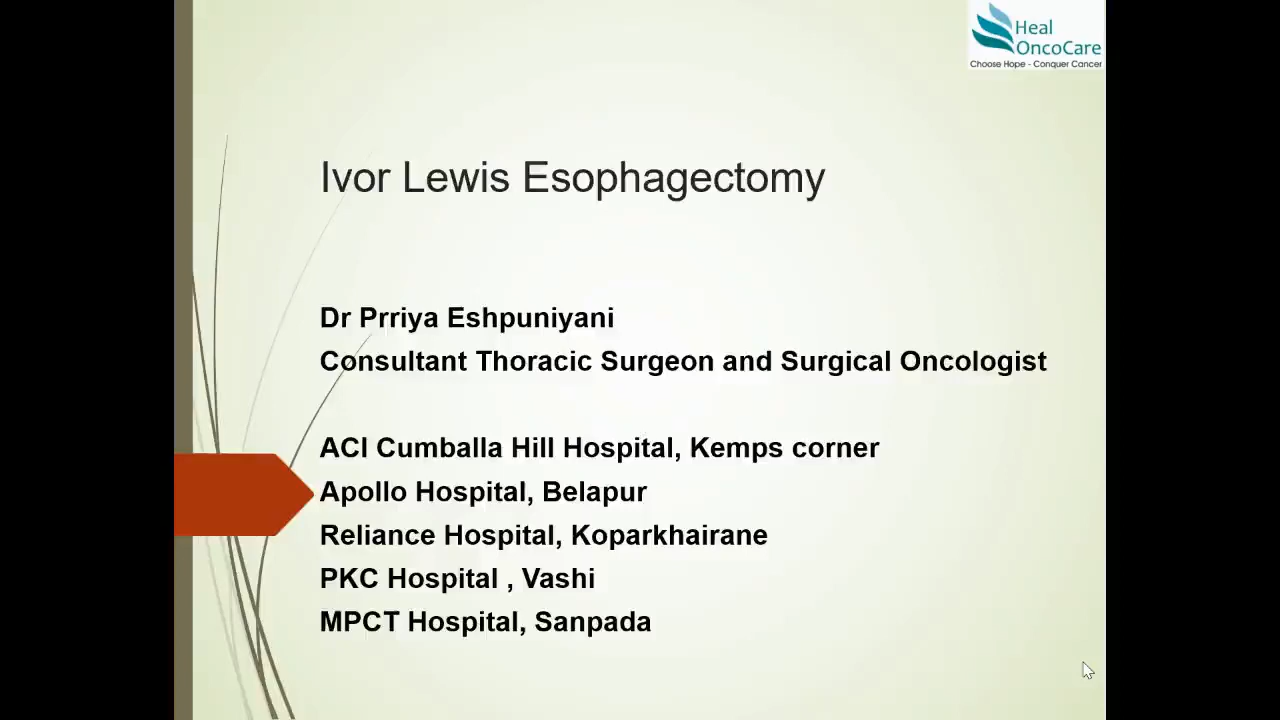 Heal
OncoCare
Choose Hope - Conquer Cancer
Ivor Lewis Esophagectomy
Dr Prriya Eshpuniyani
Consultant Thoracic Surgeon and Surgical Oncologist
ACI Cumballa Hill Hospital, Kemps corner
Apollo Hospital, Belapur
Reliance Hospital, Koparkhairane
PKC Hospital , Vashi
MPCT Hospital, Sanpada